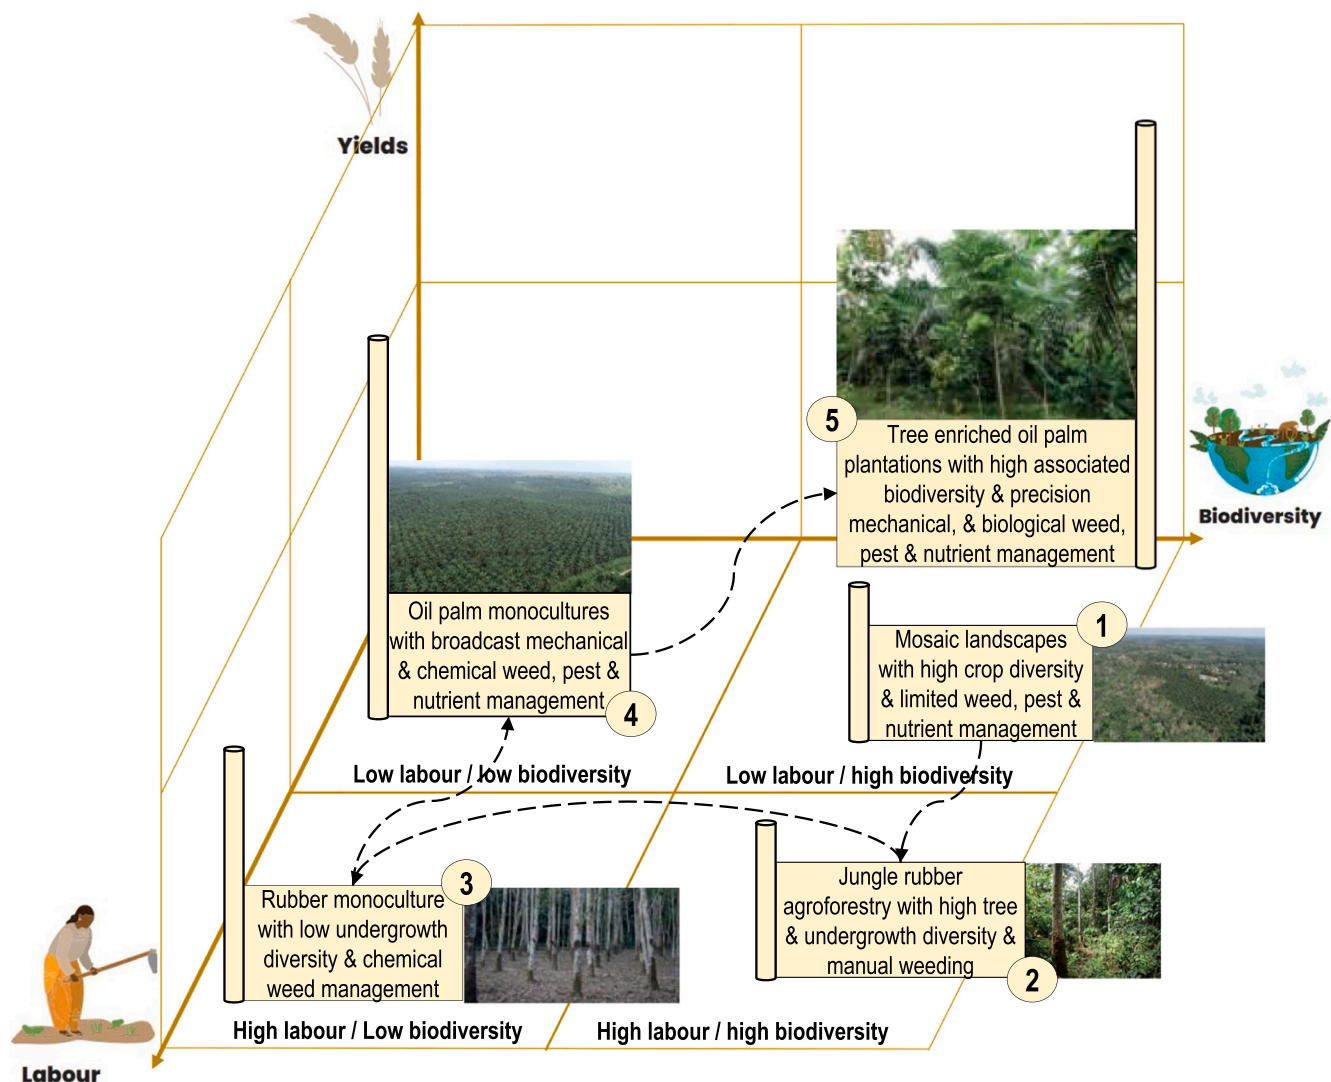 Yields
5
Tree enriched oil palm
plantations with high associated
biodiversity & precision
mechanical, & biological weed,
pest & nutrient management
Biodiversity
Oil palm monocultures
with broadcast mechanical
& chemical weed, pest &
nutrient management
4
1
Mosaic landscapes
with high crop diversity
& limited weed, pest &
nutrient management
Low labour / low biodiversity
Low labour / high biodiversity
3
Rubber monoculture
with low undergrowth
diversity & chemical
weed management
Jungle rubber
agroforestry with high tree
& undergrowth diversity &
manual weeding
2
High labour / Low biodiversity
High labour / high biodiversity
Labour